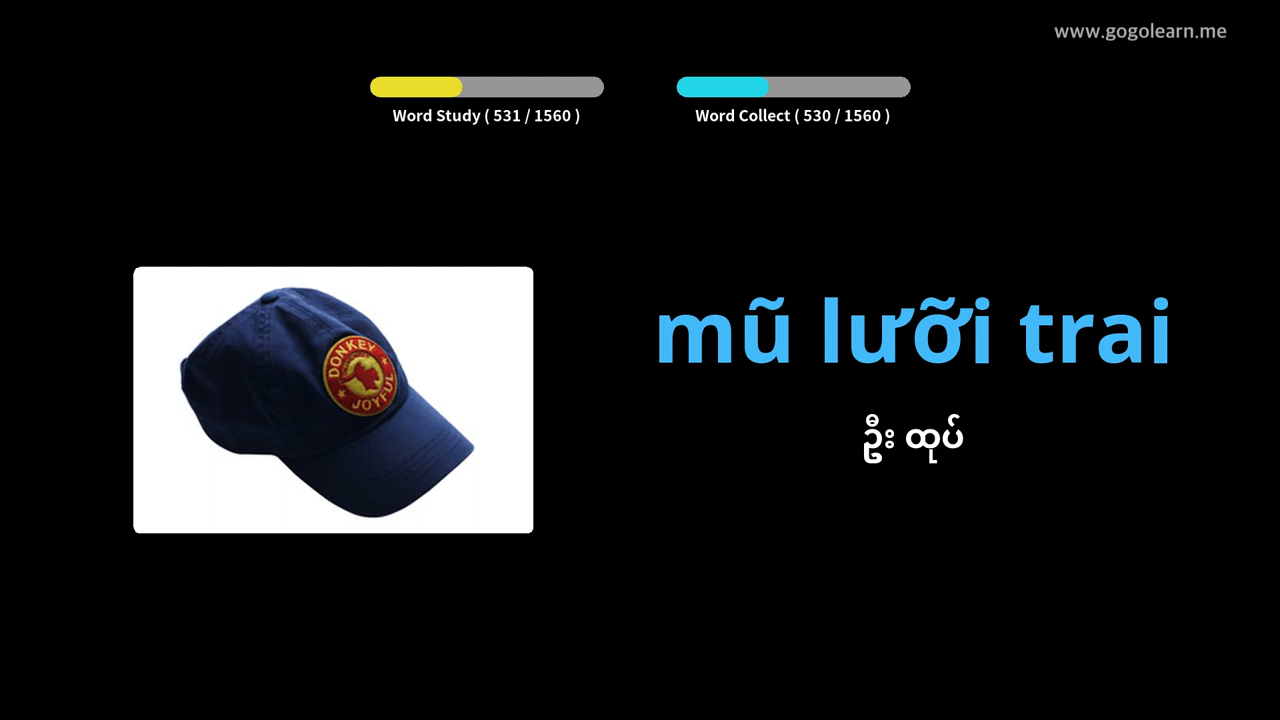 www.gogolearn.me
Word Study ( 531 / 1560 )
Word Collect ( 530 / 1560 )
DONKEY
JOYFUL
mũ lưỡi trai
ဦး ထုပ်